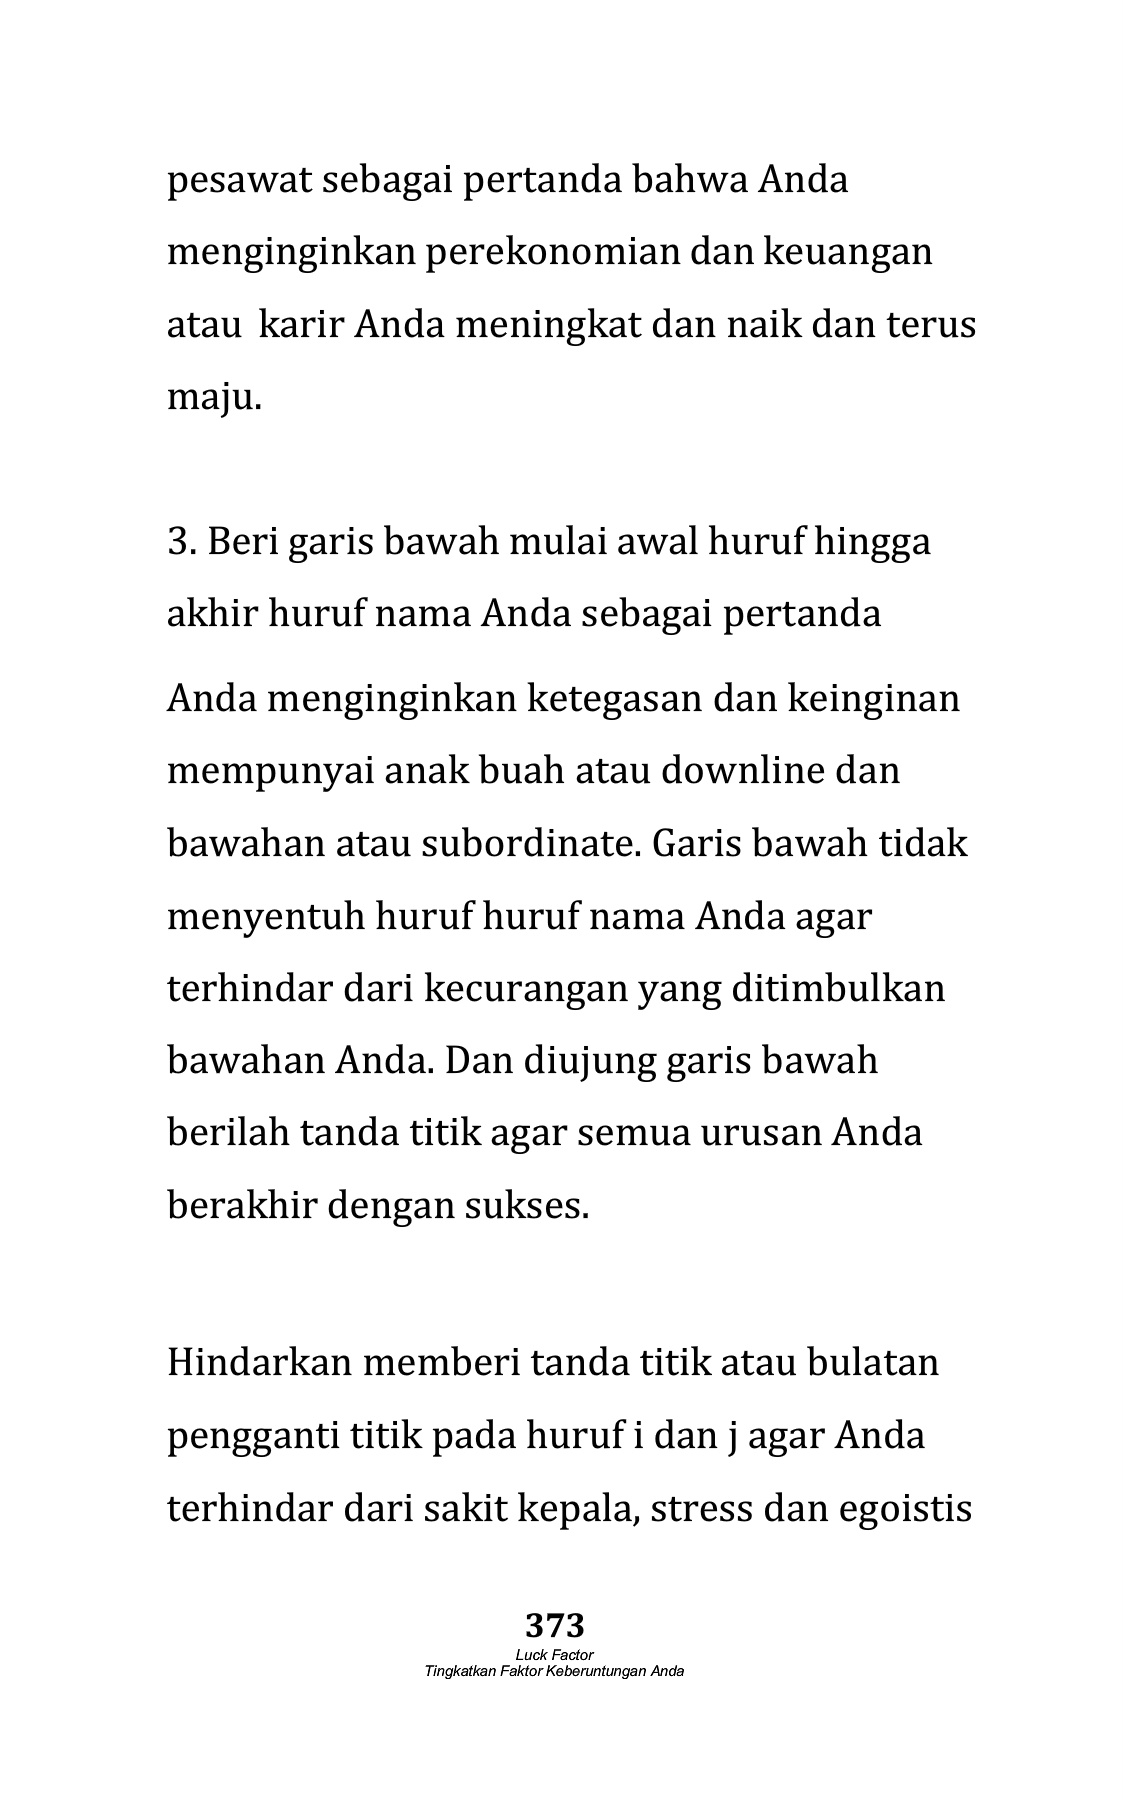 pesawat sebagai pertanda bahwa Anda
menginginkan perekonomian dan keuangan
atau  karir Anda meningkat dan naik dan terus
maju.
3. Beri garis bawah mulai awal huruf hingga
akhir huruf nama Anda sebagai pertanda
Anda menginginkan ketegasan dan keinginan
mempunyai anak buah atau downline dan
bawahan atau subordinate. Garis bawah tidak
menyentuh huruf huruf nama Anda agar
terhindar dari kecurangan yang ditimbulkan
bawahan Anda. Dan diujung garis bawah
berilah tanda titik agar semua urusan Anda
berakhir dengan sukses.
Hindarkan memberi tanda titik atau bulatan
pengganti titik pada huruf i dan j agar Anda
terhindar dari sakit kepala, stress dan egoistis
373
Luck Factor
Tingkatkan Faktor Keberuntungan Anda